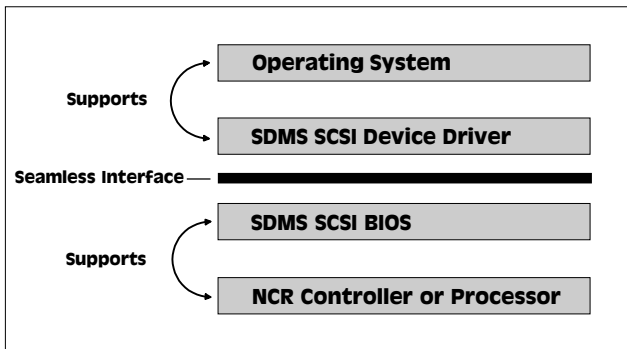 Operating System
Supports
SDMS SCSI Device Driver
Seamless Interface
SDMS SCSI BIOS
Supports
NCR Controller or Processor